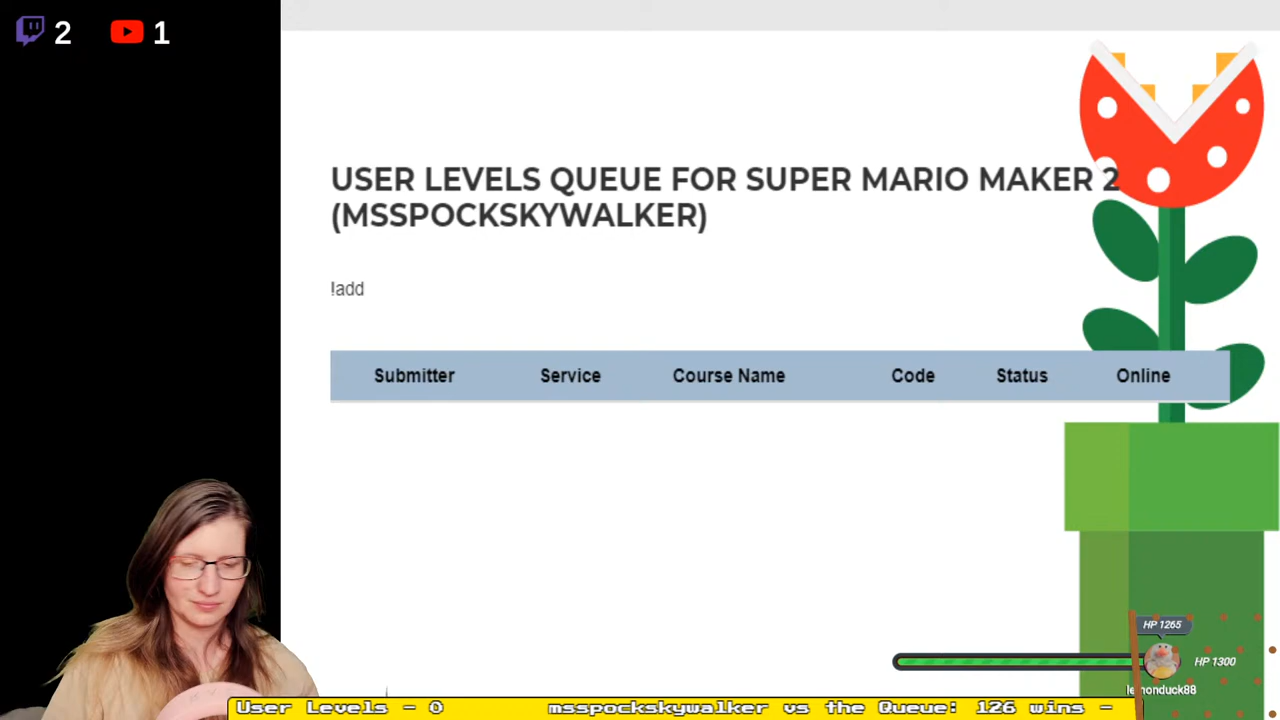 2 1
USER LEVELS QUEUE FOR SUPER MARIO MAKER 2
(MSSPOCKSKYWALKER)
!add
Submitter Service Course Name Code Status Online
HP 1265
HP 1300
lemonduck88
User Levels - 0 msspockskywalker vs the Queue: 126 wins -